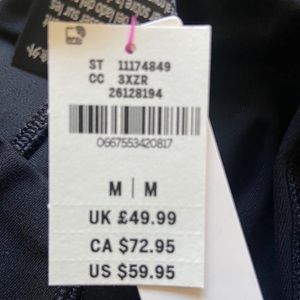 ST 11174849
CC 3XZR
26128194
0667553420817
M | M
UK £49.99
CA $72.95
US $59.95